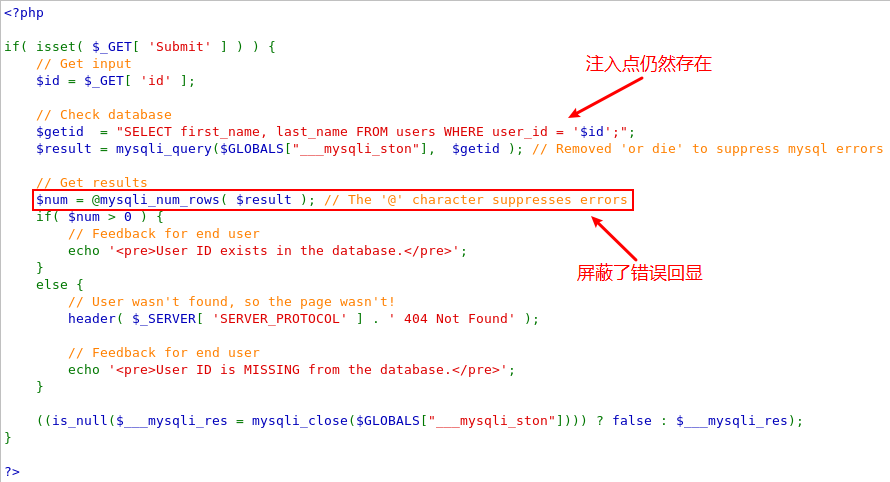 <?php
if( isset( $_GET[ 'Submit' ] ) ) {
// Get input
注入点仍然存在
$id = $_GET[ 'id' ];
// Check database
$getid  = "SELECT first_name, last_name FROM users WHERE user_id = '$id';";
$result = mysqli_query($GLOBALS["___mysqli_ston"],  $getid ); // Removed 'or die' to suppress mysql errors
// Get results
$num = @mysqli_num_rows( $result ); // The '@' character suppresses errors
if( $num > 0 ) {
// Feedback for end user
echo '<pre>User ID exists in the database.</pre>';
}
屏蔽了错误回显
else {
// User wasn't found, so the page wasn't!
header( $_SERVER[ 'SERVER_PROTOCOL' ] . ' 404 Not Found' );
// Feedback for end user
echo '<pre>User ID is MISSING from the database.</pre>';
}
((is_null($___mysqli_res = mysqli_close($GLOBALS["___mysqli_ston"]))) ? false : $___mysqli_res);
}
?>